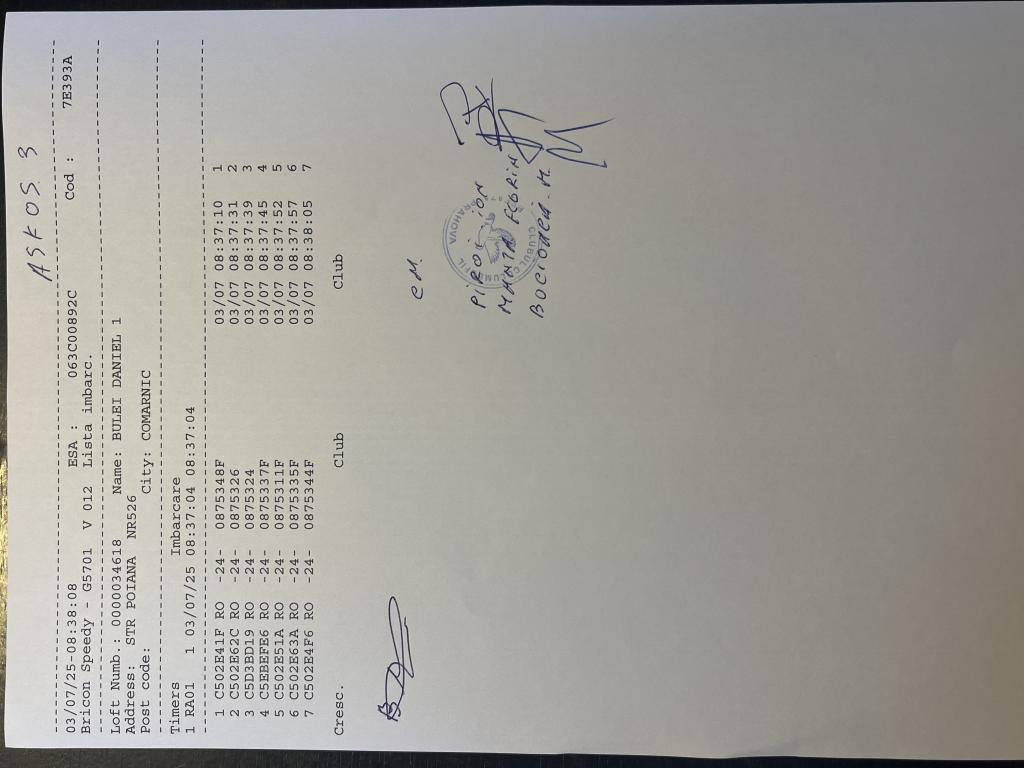 ASKOS 3
--------------------------------------------------------------------------------
03/07/25-08:38:08 ESA : 063C00892C Cod : 7E393A
Bricon Speedy - G5701 V 012 Lista imbarc.
--------------------------------------------------------------------------------
Loft Numb.: 0000034618 Name: BULEI DANIEL 1
Address: STR POIANA NR526
Post code: City: COMARNIC
--------------------------------------------------------------------------------
Timers Imbarcare
1 RA01 1 03/07/25 08:37:04 08:37:04
--------------------------------------------------------------------------------
1 C502E41F RO -24- 0875348F 03/07 08:37:10 1
2 C502E62C RO -24- 0875326 03/07 08:37:31 2
3 C5D3BD19 RO -24- 0875324 03/07 08:37:39 3
4 C5EBEFE6 RO -24- 0875337F 03/07 08:37:45 4
5 C502E51A RO -24- 0875311F 03/07 08:37:52 5
6 C502E63A RO -24- 0875335F 03/07 08:37:57 6
7 C502E4F6 RO -24- 0875344F 03/07 08:38:05 7
Cresc. Club Club
CM.
PIROI ION
MANTA FLORIN
PRAHOVA
CLUBUL COLUMBOFIL